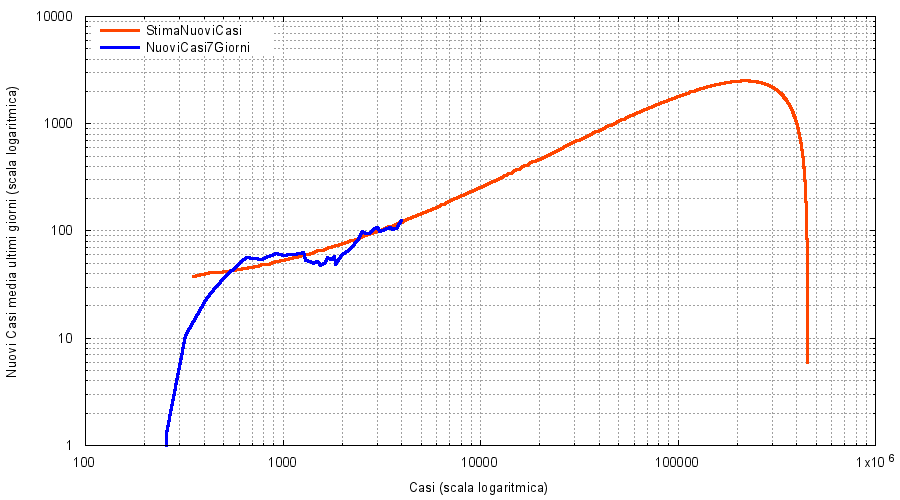 10000
StimaNuoviCasi
NuoviCasi7Giorni
1000
100
10
1
Nuovi Casi media ultimi giorni (scala logaritmica)
100
1000
10000
100000
1x10 6
Casi (scala logaritmica)